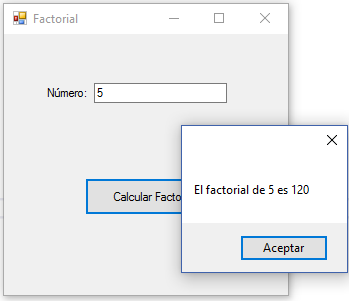 Factorial
Número: 5
Calcular Facto
El factorial de 5 es 120
Aceptar